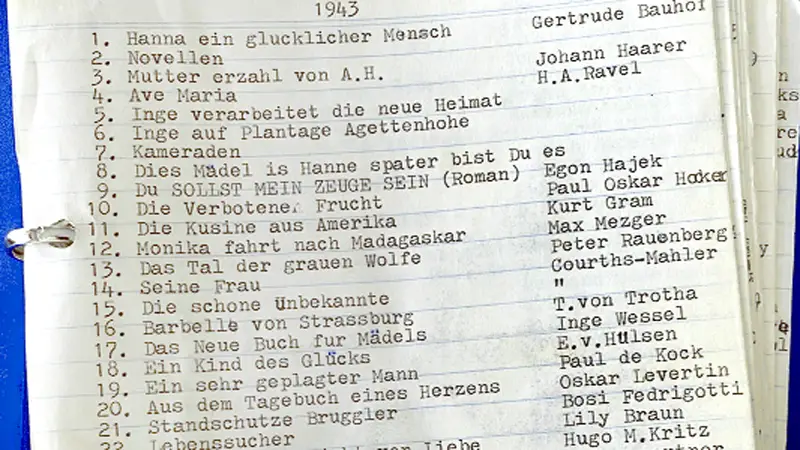 1943
1. Hanna ein glucklicher Mensch Gertrude Bauhof
2. Novellen
3. Mutter erzahl von A.H. Johann Haarer
4. Ave Maria H.A.Ravel
5. Inge verarbeitet die neue Heimat
6. Inge auf Plantage Agettenhohe
7. Kameraden
8. Dies Mädel is Hanne spater bist Du es
9. Du SOLLST MEIN ZEUGE SEIN (Roman) Egon Hajek
10. Die Verbotener Frucht Paul Oskar Hocker
11. Die Kusine aus Amerika Kurt Gram
12. Monika fahrt nach Madagaskar Max Mezger
13. Das Tal der grauen Wolfe Peter Rauenberg
14. Seine Frau Courths-Mahler
15. Die schone Unbekannte "
16. Barbelle von Strassburg T.von Trotha
17. Das Neue Buch fur Mädels Inge Wessel
18. Ein Kind des Glücks E.v.Hülsen
19. Ein sehr geplagter Mann Paul de Kock
20. Aus dem Tagebuch eines Herzens Oskar Levertin
21. Standschutze Bruggler Bosi Fedrigotti
22. Lebenssucher Lily Braun
Liebe Hugo M.Kritz